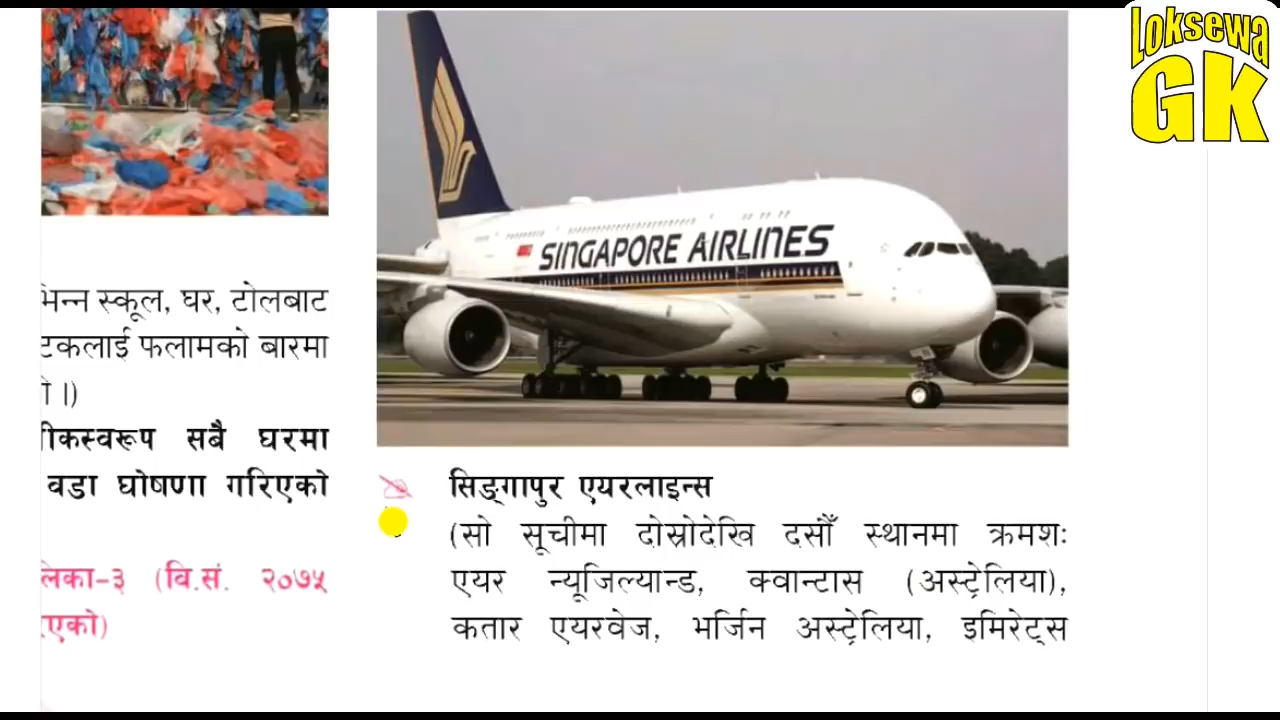 Loksewa
GK
SINGAPORE AIRLINES
भिन्न स्कूल, घर, टोलबाट
टकलाई फलामको बारमा
ो ।)
ीकस्वरूप सबै घरमा
वडा घोषणा गरिएको
लिका-३ (वि.सं. २०७५
रएको)
सिङ्गापुर एयरलाइन्स
(सो सूचीमा दोस्रोदेखि दसौँ स्थानमा क्रमशः
एयर न्यूजिल्यान्ड, क्वान्टास (अस्ट्रेलिया),
कतार एयरवेज, भर्जिन अस्ट्रेलिया, इमिरेट्स